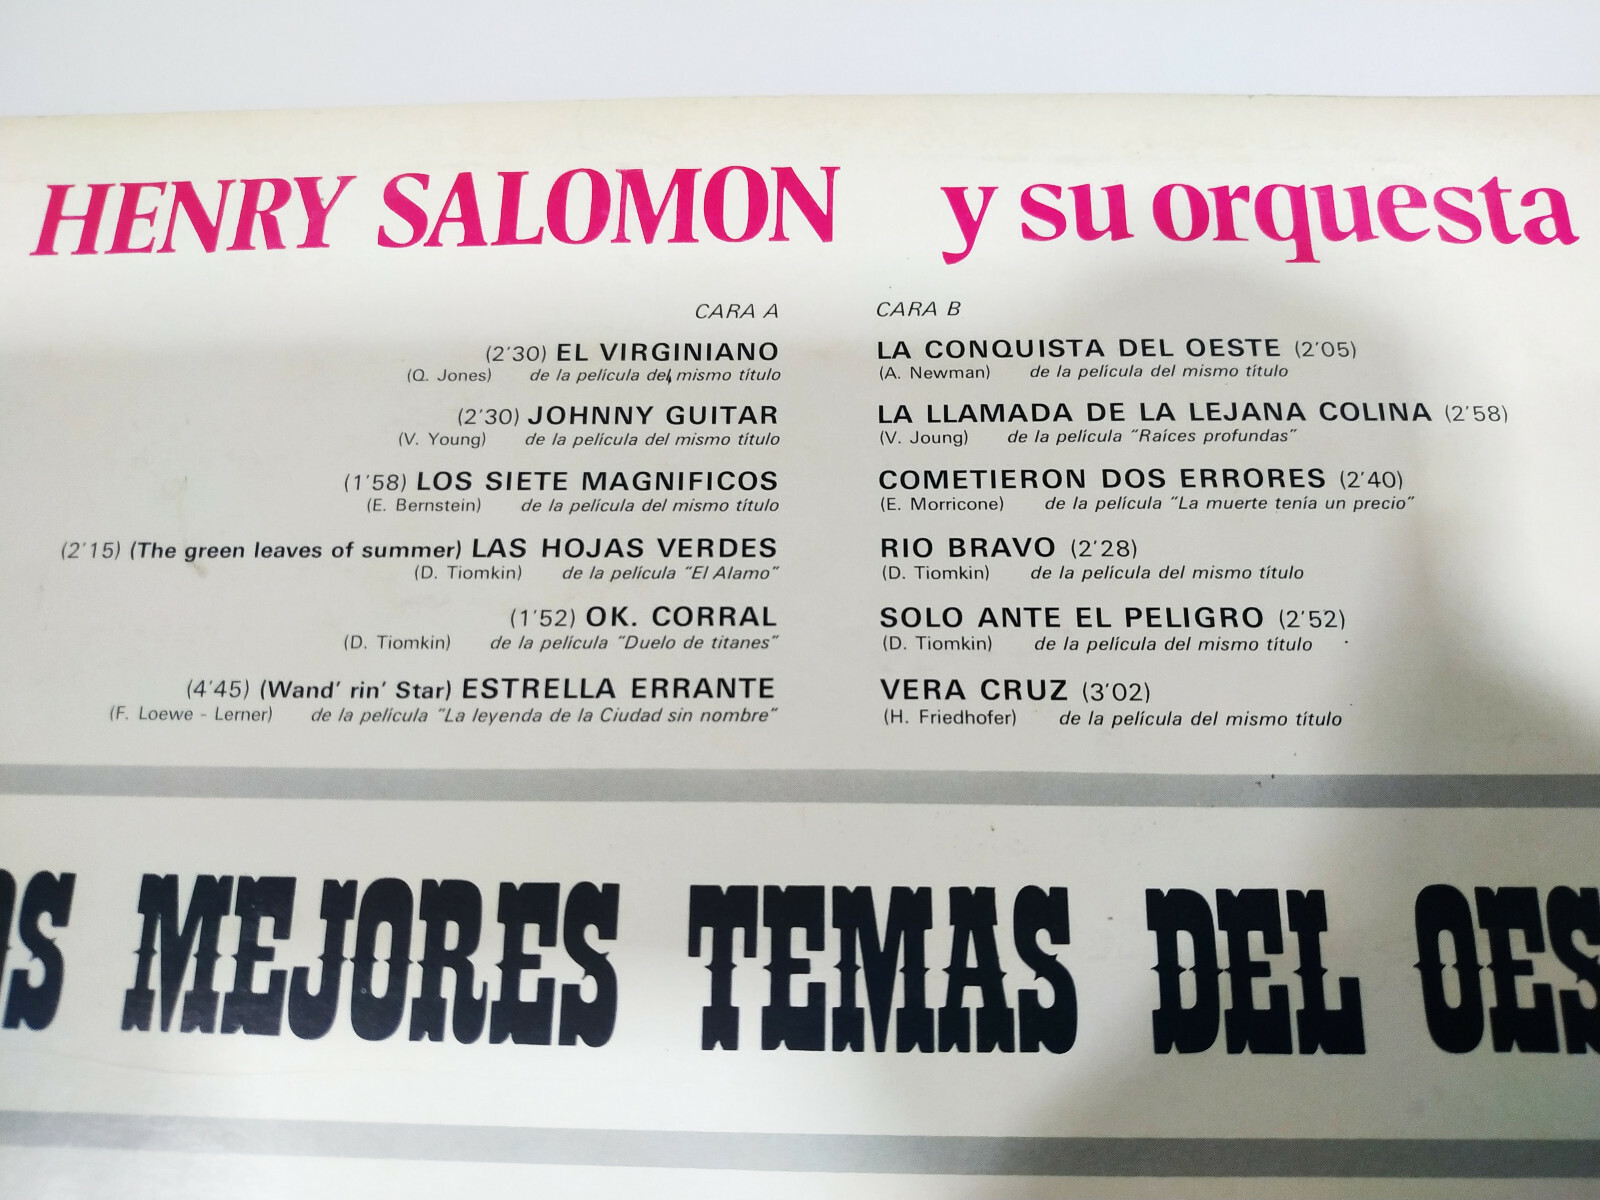 HENRY SALOMON y su orquesta
CARA A
(2'30) EL VIRGINIANO
(Q. Jones) de la película del mismo título
(2'30) JOHNNY GUITAR
(V. Young) de la película del mismo título
(1'58) LOS SIETE MAGNIFICOS
(E. Bernstein) de la película del mismo título
(2'15) (The green leaves of summer) LAS HOJAS VERDES
(D. Tiomkin) de la película "El Alamo"
(1'52) OK. CORRAL
(D. Tiomkin) de la película "Duelo de titanes"
(4'45) (Wand' rin' Star) ESTRELLA ERRANTE
(F. Loewe - Lerner) de la película "La leyenda de la Ciudad sin nombre"
CARA B
LA CONQUISTA DEL OESTE (2'05)
(A. Newman) de la película del mismo título
LA LLAMADA DE LA LEJANA COLINA (2'58)
(V. Joung) de la película "Raíces profundas"
COMETIERON DOS ERRORES (2'40)
(E. Morricone) de la película "La muerte tenía un precio"
RIO BRAVO (2'28)
(D. Tiomkin) de la película del mismo título
SOLO ANTE EL PELIGRO (2'52)
(D. Tiomkin) de la película del mismo título
VERA CRUZ (3'02)
(H. Friedhofer) de la película del mismo título
OS MEJORES TEMAS DEL OES